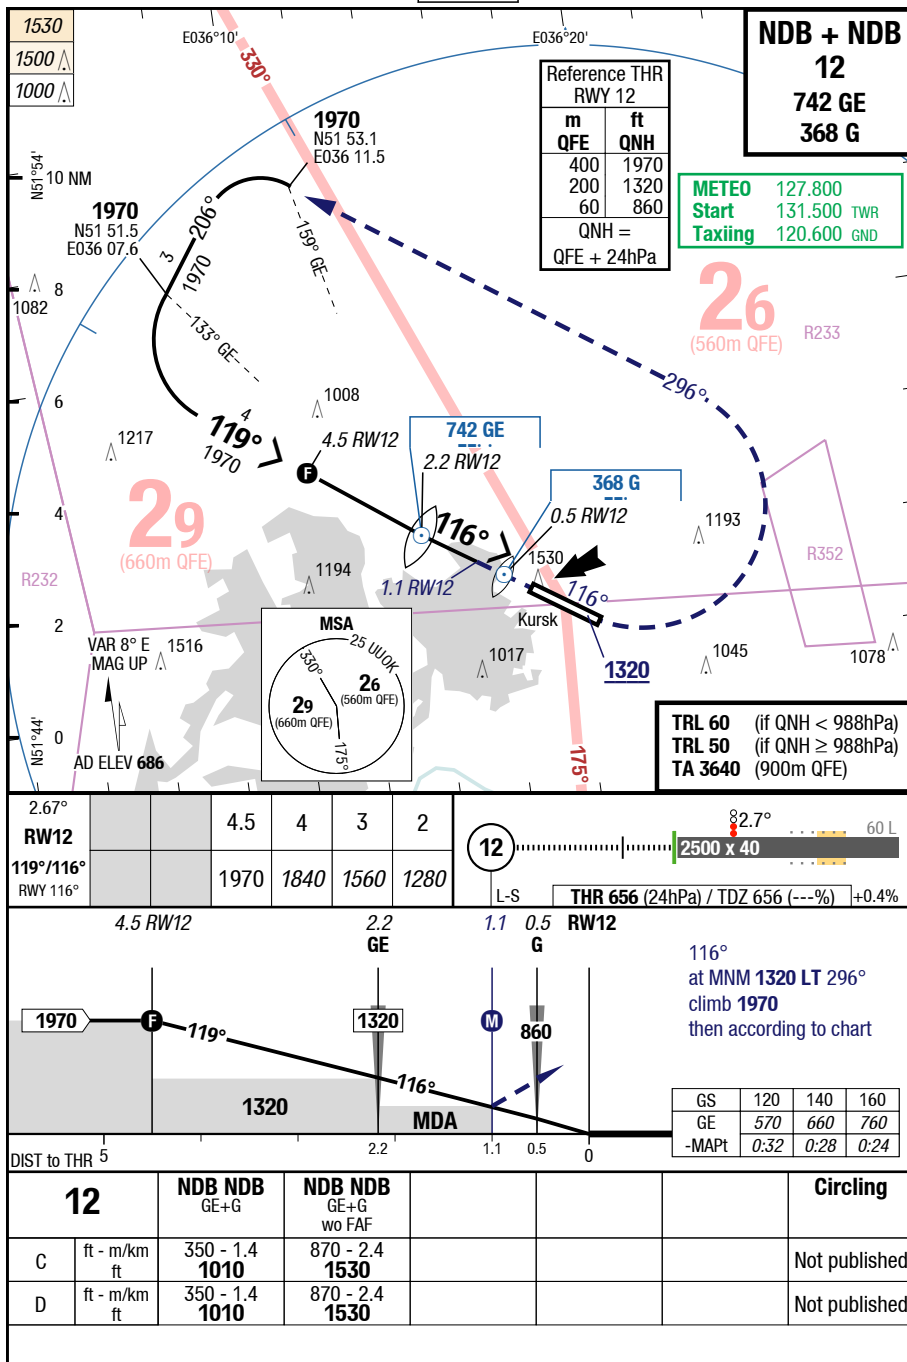 1530
1500
1000
E036°10'
E036°20'
NDB + NDB
12
742 GE
368 G
330°
Reference THR
RWY 12
m ft
QFE QNH
400 1970
200 1320
60 860
QNH =
QFE + 24hPa
METEO 127.800
Start 131.500 TWR
Taxiing 120.600 GND
1970
N51 53.1
E036 11.5
N51°54'
10 NM
1970
N51 51.5
E036 07.6
206°
3
1970
159° GE
133° GE
26
(560m QFE)
R233
8
1082
296°
6
1008
4
119°
1970
4.5 RW12
F
742 GE
2.2 RW12
1217
29
(660m QFE)
368 G
0.5 RW12
4
116°
1193
R352
1530
R232
1194
1.1 RW12
116°
Kursk
2
VAR 8° E
MAG UP
1516
MSA
25 UUOK
330°
29
(660m QFE)
26
(560m QFE)
175°
1017
1320
1045
1078
N51°44'
0
AD ELEV 686
175°
TRL 60 (if QNH < 988hPa)
TRL 50 (if QNH ≥ 988hPa)
TA 3640 (900m QFE)
2.67°
RW12
119°/116°
RWY 116°
4.5 4 3 2
1970 1840 1560 1280
12
2.7°
60 L
2500 x 40
L-S
THR 656 (24hPa) / TDZ 656 (---%) +0.4%
4.5 RW12 2.2 1.1 0.5 RW12
GE G
116°
at MNM 1320 LT 296°
climb 1970
then according to chart
1970
F
119°
1320
M
860
116°
1320
MDA
GS 120 140 160
GE 570 660 760
-MAPt 0:32 0:28 0:24
DIST to THR 5 2.2 1.1 0.5 0
12
NDB NDB
GE+G
NDB NDB
GE+G
wo FAF
Circling
C
ft - m/km 350 - 1.4 870 - 2.4
ft 1010 1530
Not published
D
ft - m/km 350 - 1.4 870 - 2.4
ft 1010 1530
Not published